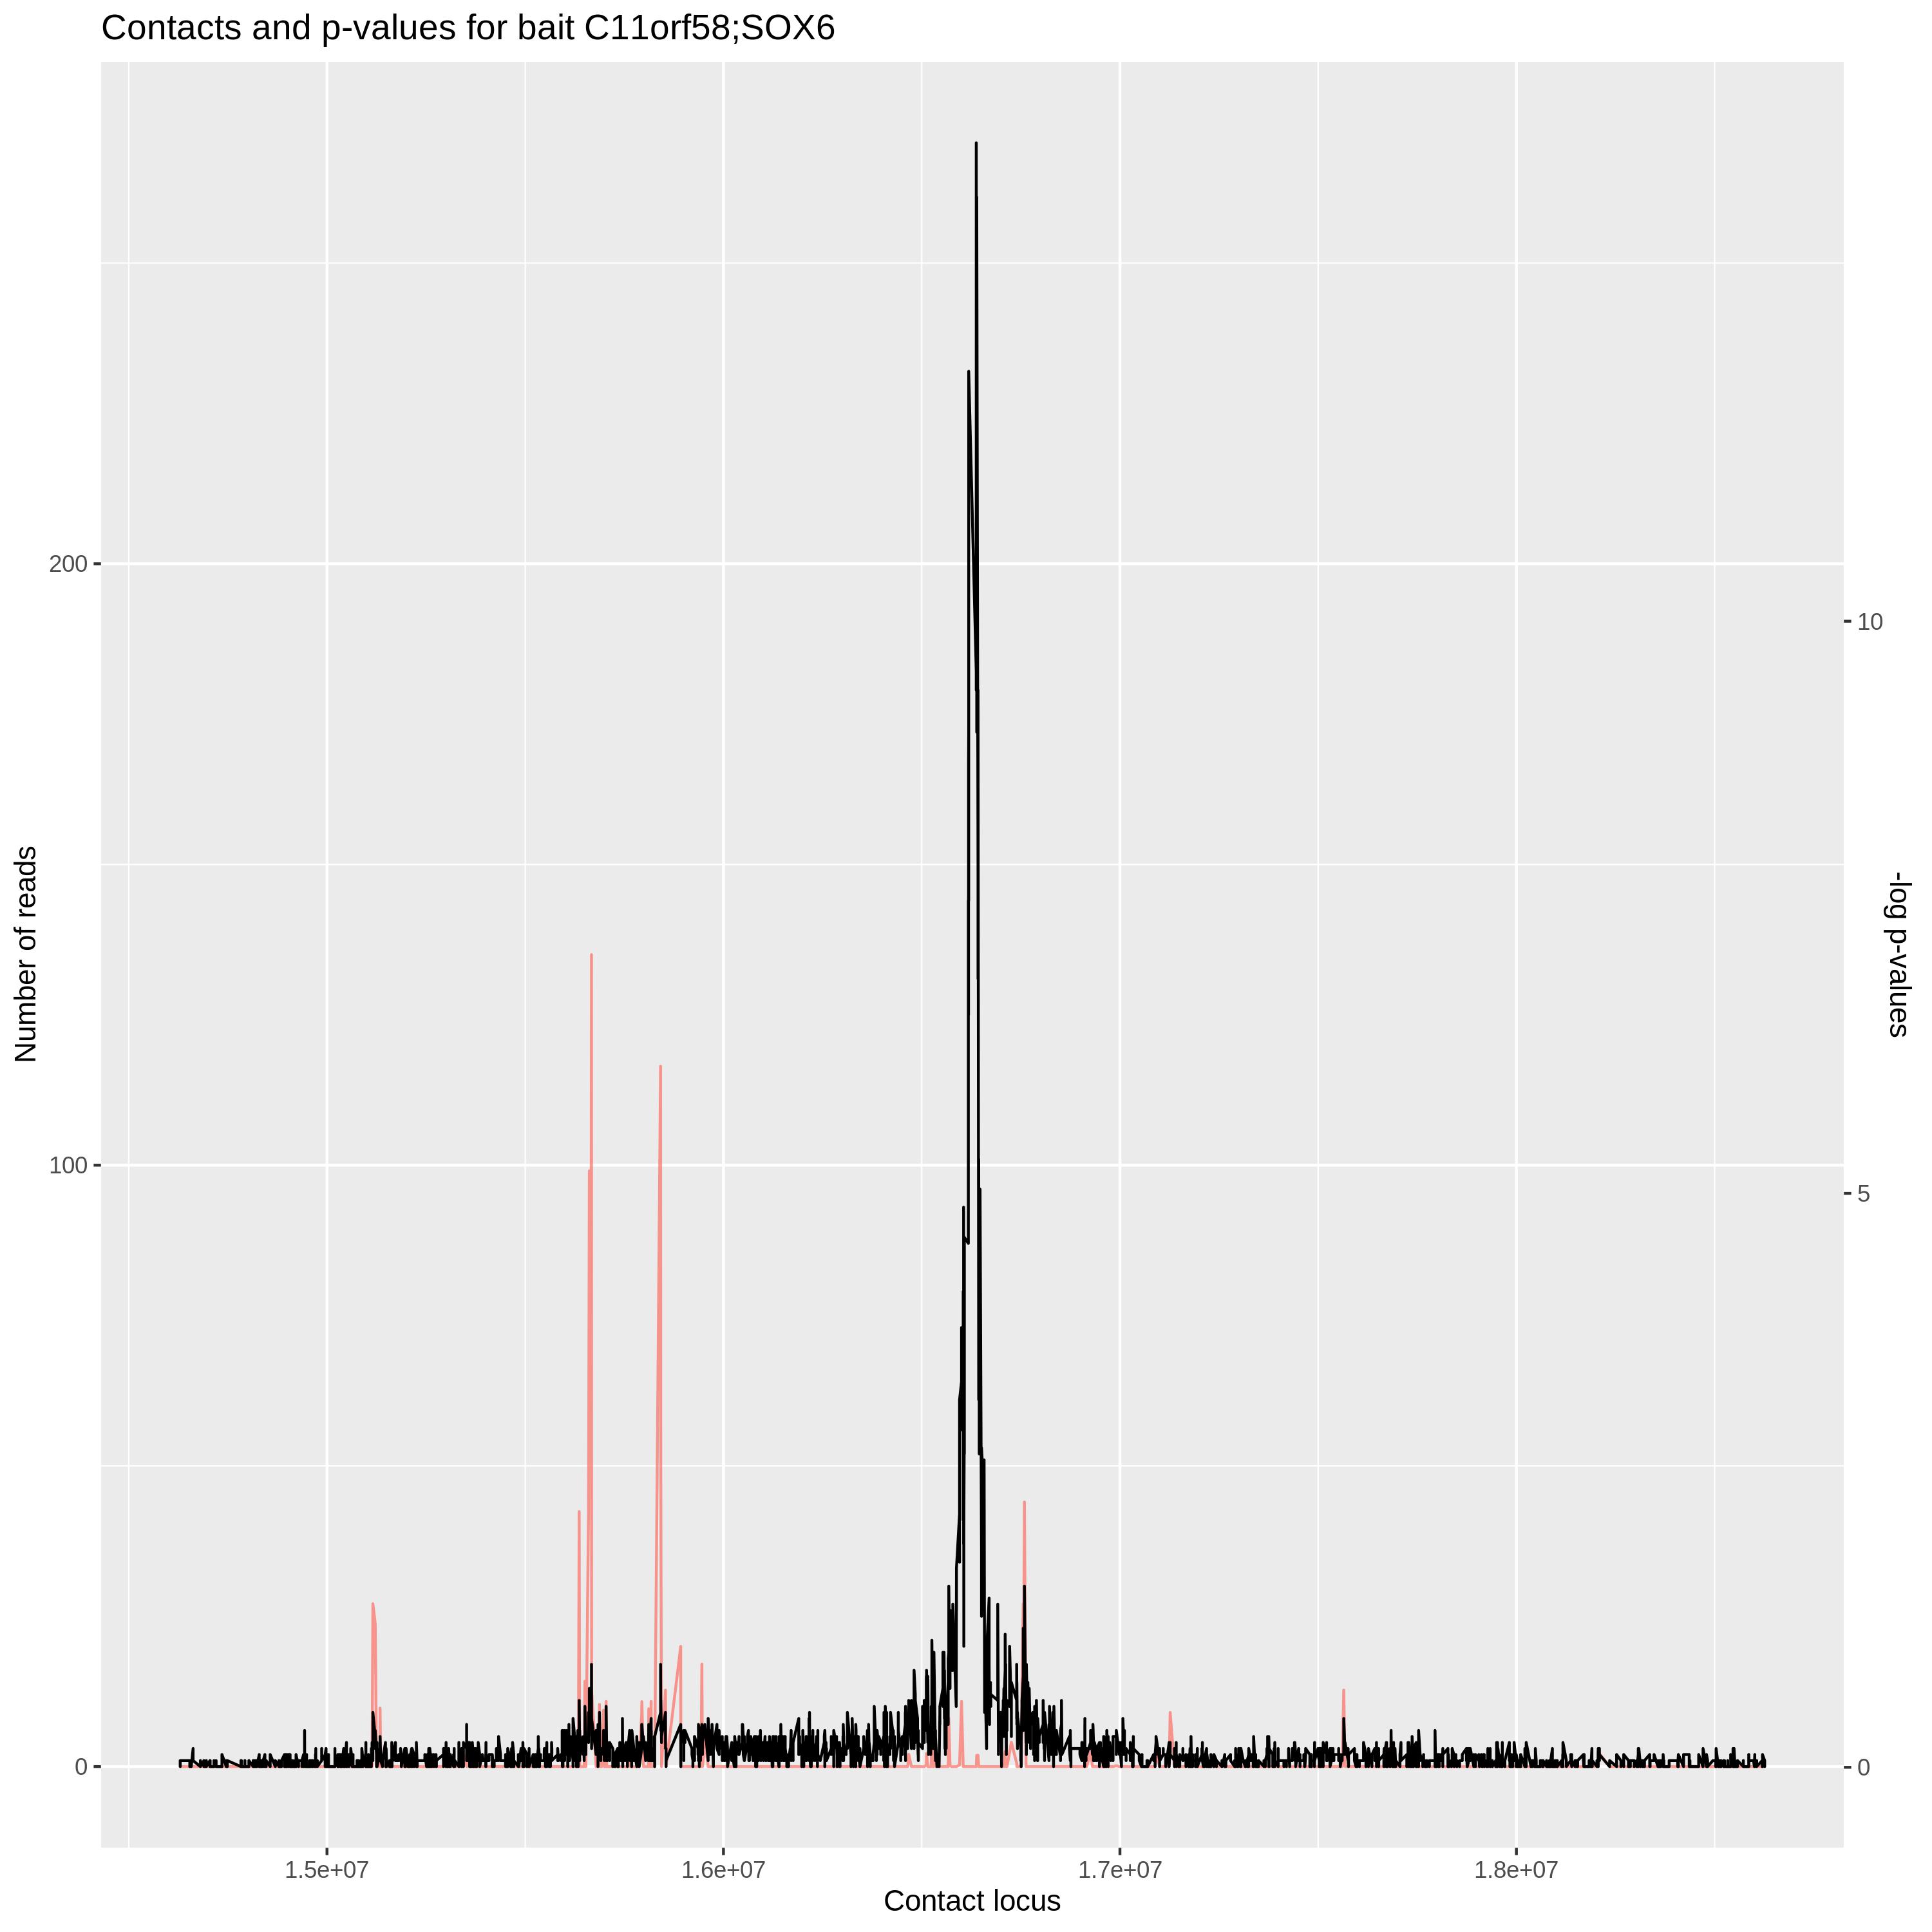 Contacts and p-values for bait C11orf58;SOX6
Number of reads
200
100
0
10
5
0
-log p-values
1.5e+07
1.6e+07
1.7e+07
1.8e+07
Contact locus